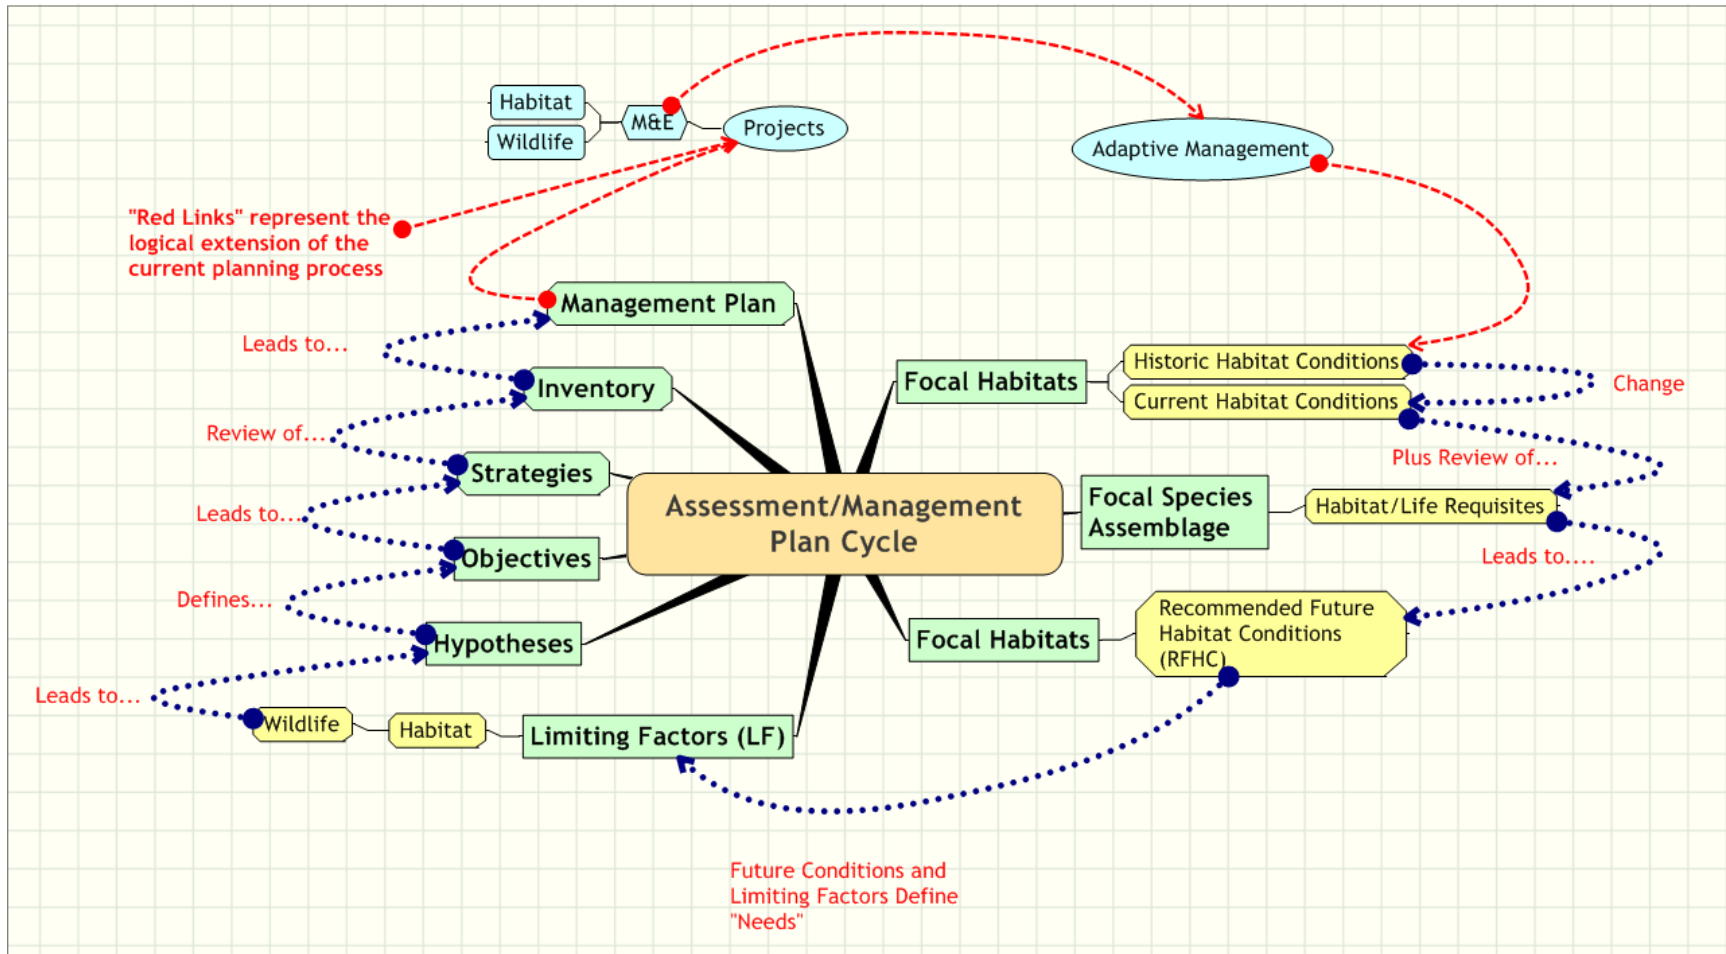 Habitat
Wildlife
M&E
Projects
Adaptive Management
"Red Links" represent the
logical extension of the
current planning process
Management Plan
Leads to...
Inventory
Review of...
Strategies
Leads to...
Objectives
Defines...
Hypotheses
Leads to...
Wildlife
Habitat
Limiting Factors (LF)
Assessment/Management
Plan Cycle
Focal Habitats
Historic Habitat Conditions
Current Habitat Conditions
Change
Plus Review of...
Focal Species
Assemblage
Habitat/Life Requisites
Leads to....
Focal Habitats
Recommended Future
Habitat Conditions
(RFHC)
Future Conditions and
Limiting Factors Define
"Needs"